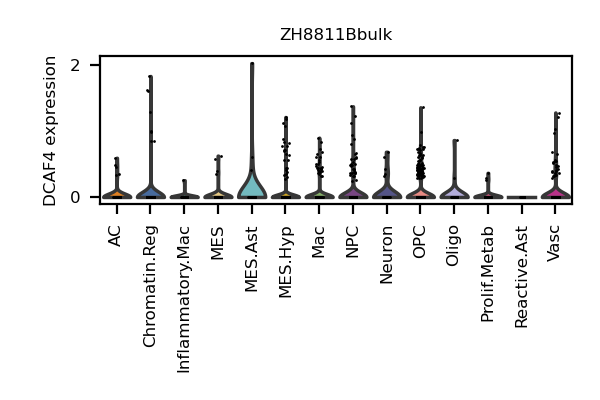 ZH8811Bbulk
DCAF4 expression
2
0
AC
Chromatin.Reg
Inflammatory.Mac
MES
MES.Ast
MES.Hyp
Mac
NPC
Neuron
OPC
Oligo
Prolif.Metab
Reactive.Ast
Vasc